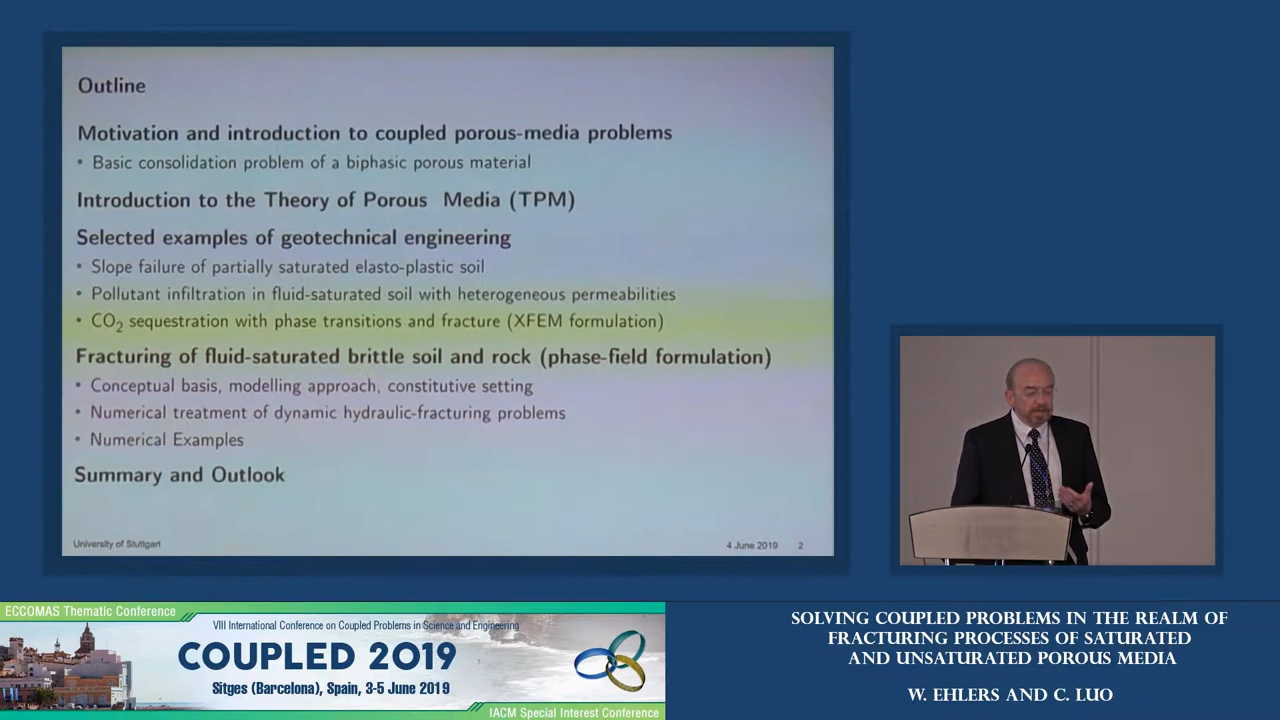 Outline
Motivation and introduction to coupled porous-media problems
• Basic consolidation problem of a biphasic porous material
Introduction to the Theory of Porous Media (TPM)
Selected examples of geotechnical engineering
• Slope failure of partially saturated elasto-plastic soil
• Pollutant infiltration in fluid-saturated soil with heterogeneous permeabilities
• CO2 sequestration with phase transitions and fracture (XFEM formulation)
Fracturing of fluid-saturated brittle soil and rock (phase-field formulation)
• Conceptual basis, modelling approach, constitutive setting
• Numerical treatment of dynamic hydraulic-fracturing problems
• Numerical Examples
Summary and Outlook
University of Stuttgart
4 June 2019 2
ECCOMAS Thematic Conference
VIII International Conference on Coupled Problems in Science and Engineering
COUPLED 2019
Sitges (Barcelona), Spain, 3-5 June 2019
IACM Special Interest Conference
SOLVING COUPLED PROBLEMS IN THE REALM OF
FRACTURING PROCESSES OF SATURATED
AND UNSATURATED POROUS MEDIA
W. EHLERS AND C. LUO